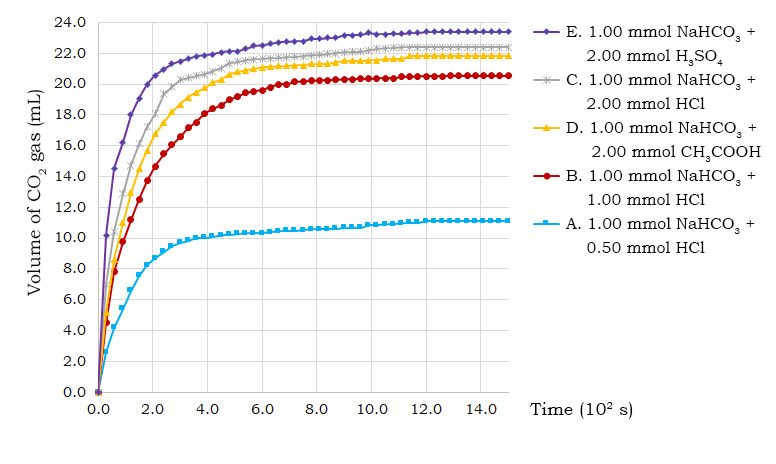 24.0
22.0
20.0
18.0
16.0
14.0
12.0
10.0
8.0
6.0
4.0
2.0
0.0
Volume of CO₂ gas (mL)
0.0 2.0 4.0 6.0 8.0 10.0 12.0 14.0
Time (10² s)
E. 1.00 mmol NaHCO₃ +
2.00 mmol H₃SO₄
C. 1.00 mmol NaHCO₃ +
2.00 mmol HCl
D. 1.00 mmol NaHCO₃ +
2.00 mmol CH₃COOH
B. 1.00 mmol NaHCO₃ +
1.00 mmol HCl
A. 1.00 mmol NaHCO₃ +
0.50 mmol HCl